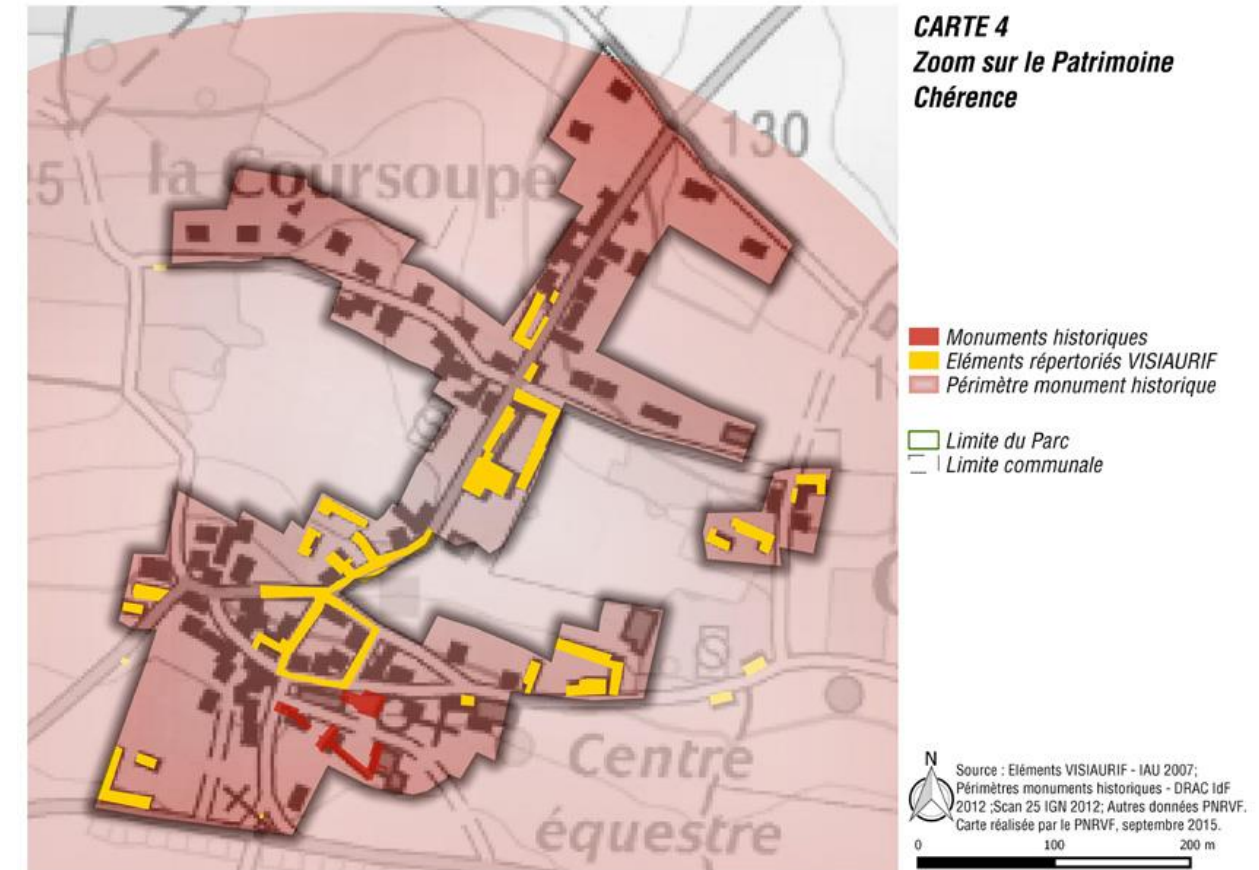 CARTE 4
Zoom sur le Patrimoine
Chérence
130
25
la Coursoupe
Monuments historiques
Eléments répertoriés VISIAURIF
Périmètre monument historique
Limite du Parc
Limite communale
S
Centre
équestre
N
Source : Eléments VISIAURIF - IAU 2007;
Périmètres monuments historiques - DRAC IdF
2012 ;Scan 25 IGN 2012; Autres données PNRVF.
Carte réalisée par le PNRVF, septembre 2015.
0 100 200 m